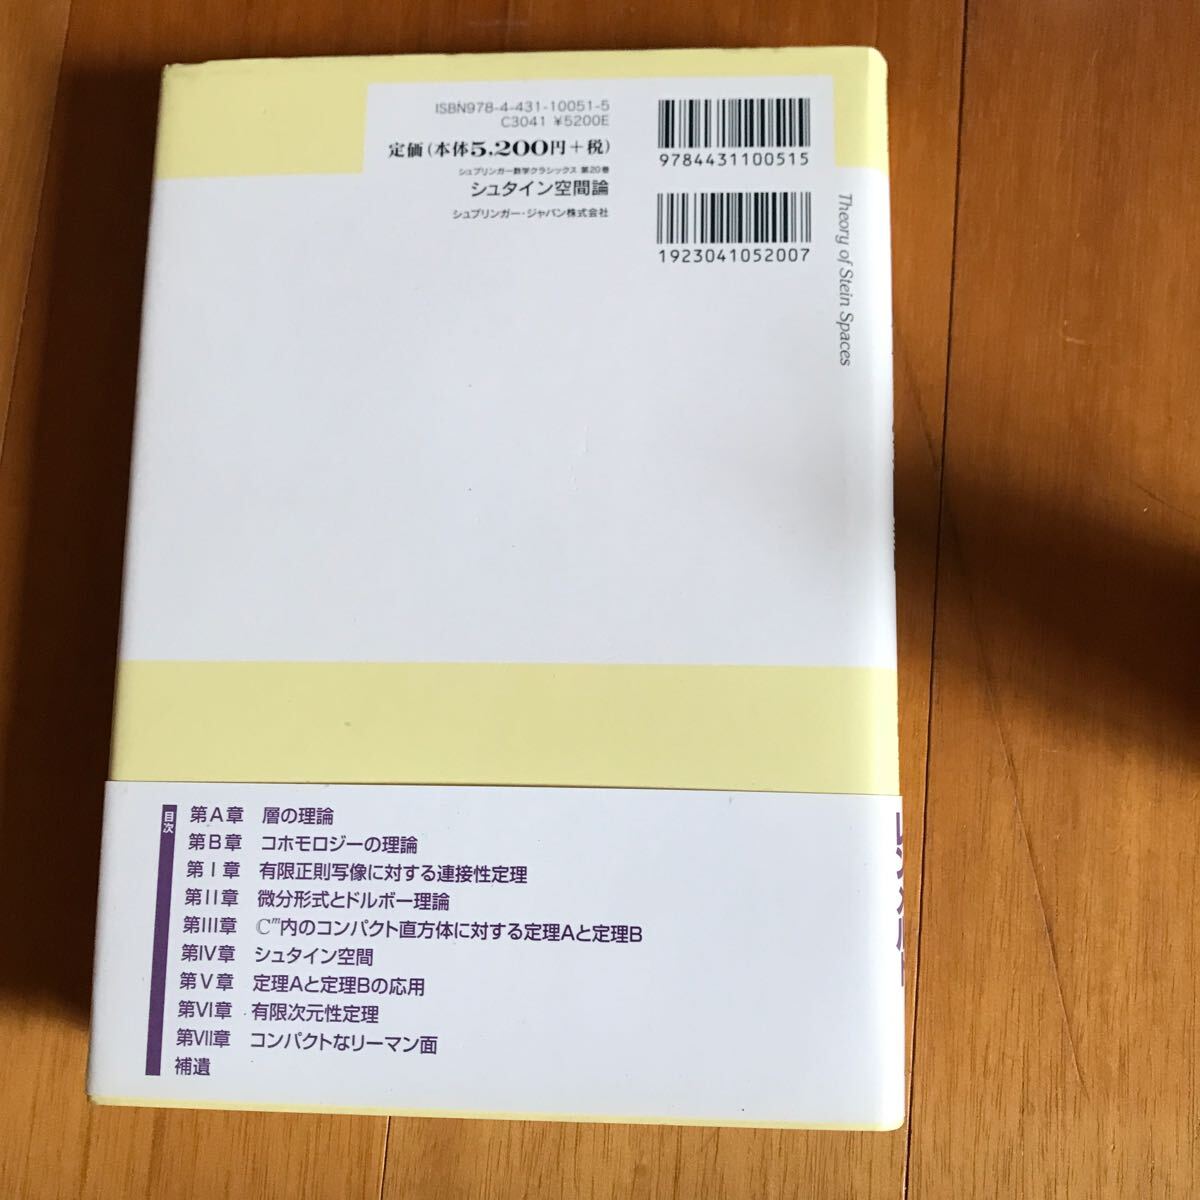 ISBN978-4-431-10051-5
C3041 ¥5200E
定価(本体5,200円+税)
シュプリンガー数学クラシックス 第20巻
シュタイン空間論
シュプリンガー・ジャパン株式会社
9784431100515
1923041052007
Theory of Stein Spaces
目次
第A章 層の理論
第B章 コホモロジーの理論
第I章 有限正則写像に対する連接性定理
第II章 微分形式とドルボー理論
第III章 ℂᵐ内のコンパクト直方体に対する定理Aと定理B
第IV章 シュタイン空間
第V章 定理Aと定理Bの応用
第VI章 有限次元性定理
第VII章 コンパクトなリーマン面
補遺